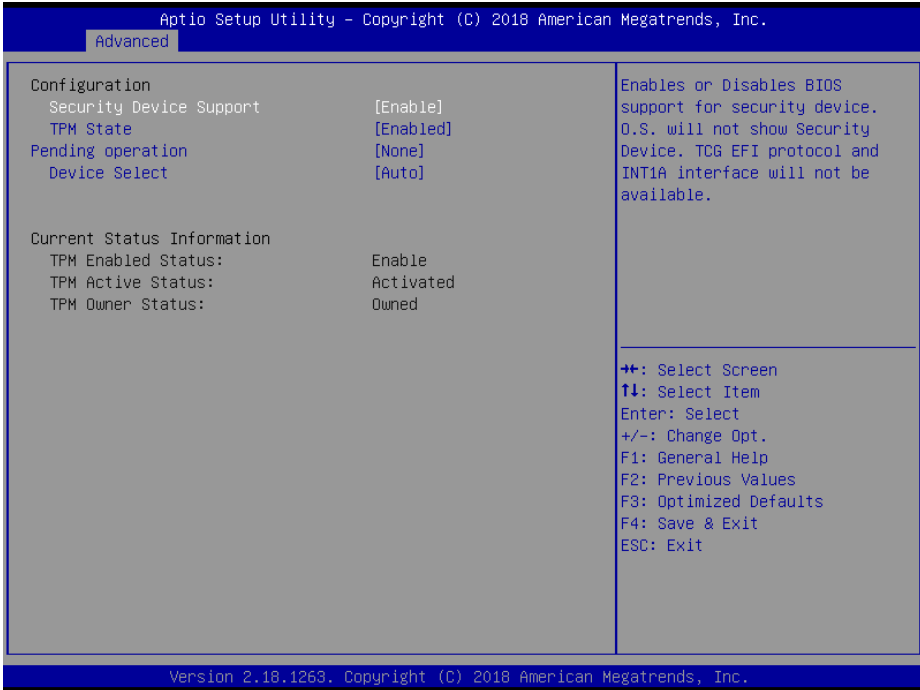 Aptio Setup Utility – Copyright (C) 2018 American Megatrends, Inc.
Advanced
Configuration
Security Device Support [Enable]
TPM State [Enabled]
Pending operation [None]
Device Select [Auto]
Current Status Information
TPM Enabled Status: Enable
TPM Active Status: Activated
TPM Owner Status: Owned
Enables or Disables BIOS
support for security device.
O.S. will not show Security
Device. TCG EFI protocol and
INT1A interface will not be
available.
→←: Select Screen
↑↓: Select Item
Enter: Select
+/-: Change Opt.
F1: General Help
F2: Previous Values
F3: Optimized Defaults
F4: Save & Exit
ESC: Exit
Version 2.18.1263. Copyright (C) 2018 American Megatrends, Inc.